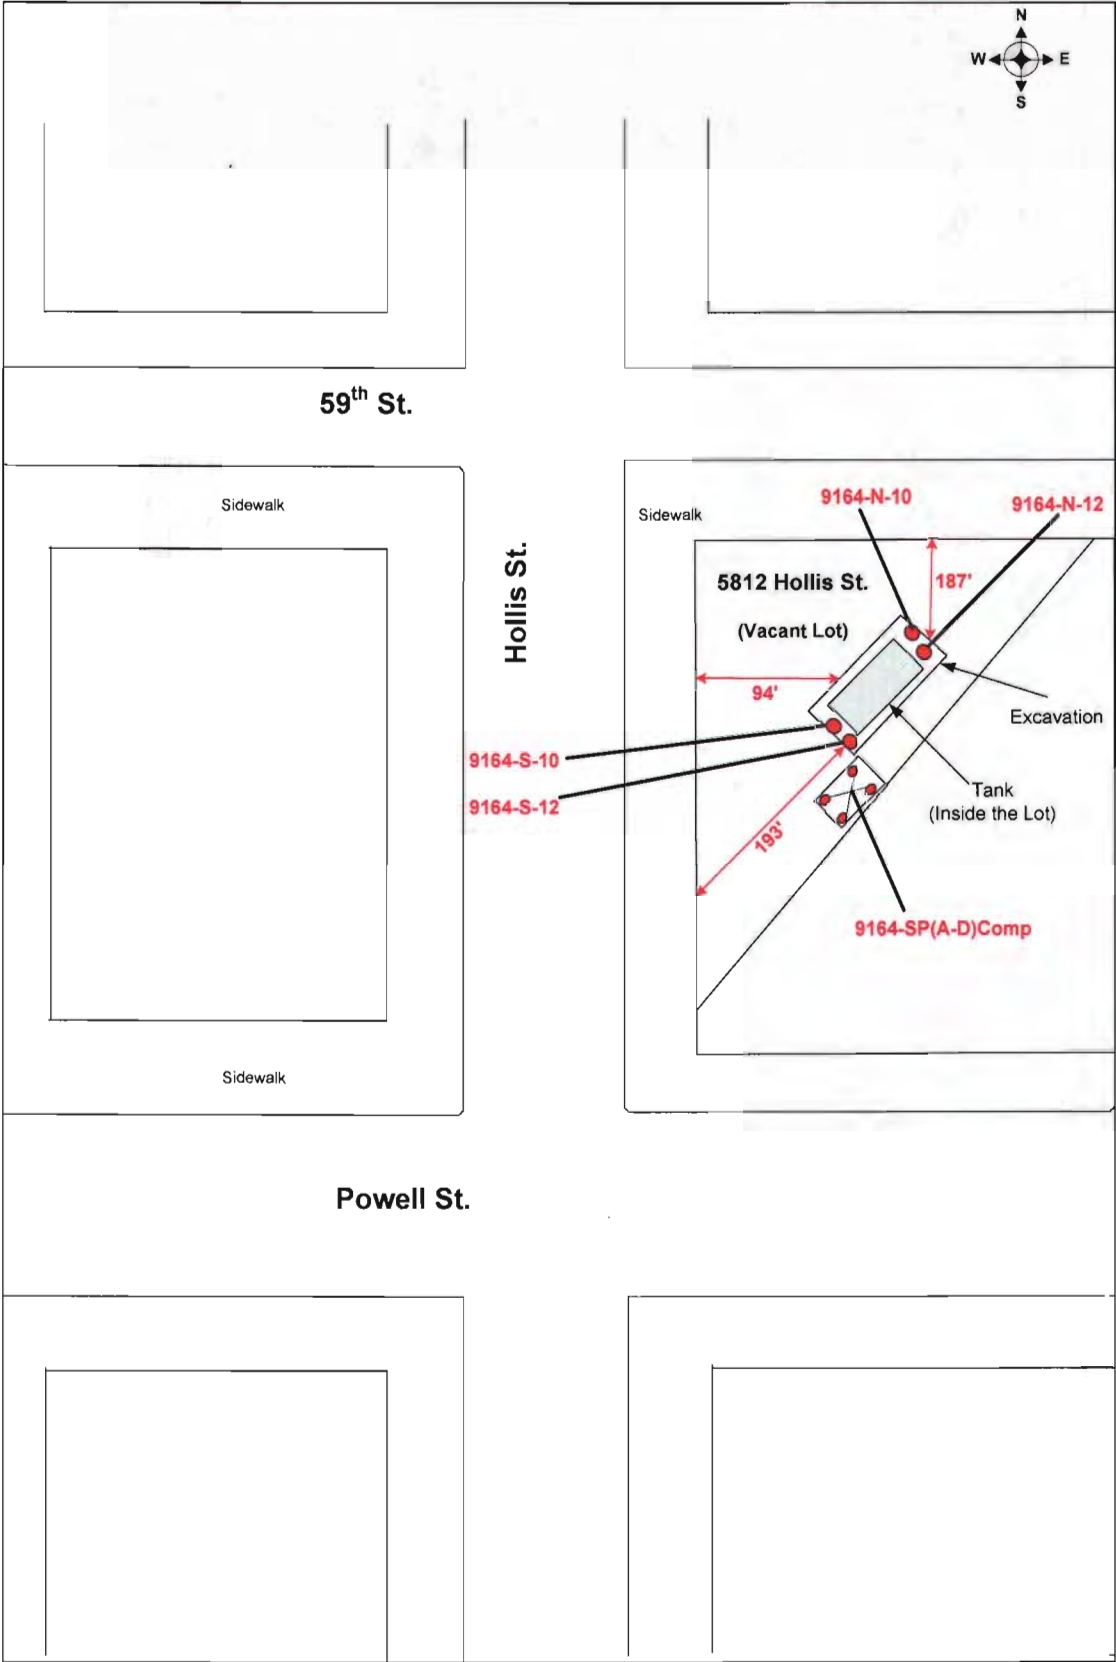 N
W E
S
59th St.
Sidewalk
Sidewalk
9164-N-10
9164-N-12
Hollis St.
5812 Hollis St.
187'
(Vacant Lot)
94'
Excavation
9164-S-10
9164-S-12
Tank
(Inside the Lot)
193'
9164-SP(A-D)Comp
Sidewalk
Powell St.